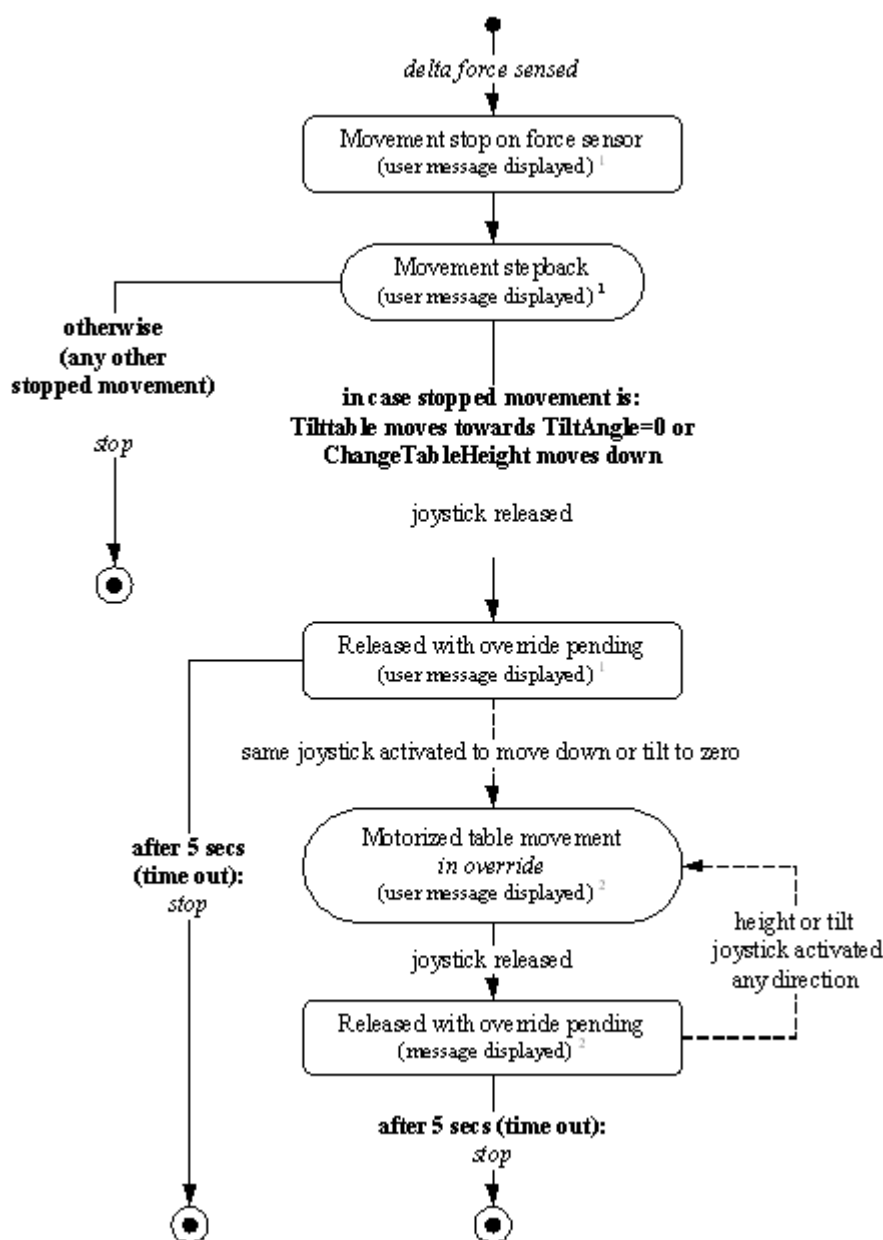 delta force sensed
Movement stop on force sensor
(user message displayed) 1
Movement stepback
(user message displayed) 1
otherwise
(any other
stopped movement)
stop
in case stopped movement is:
Tilttable moves towards TiltAngle=0 or
ChangeTableHeight moves down
joystick released
Released with override pending
(user message displayed) 1
same joystick activated to move down or tilt to zero
after 5 secs
(time out):
stop
Motorized table movement
in override
(user message displayed) 2
height or tilt
joystick activated
any direction
joystick released
Released with override pending
(message displayed) 2
after 5 secs (time out):
stop